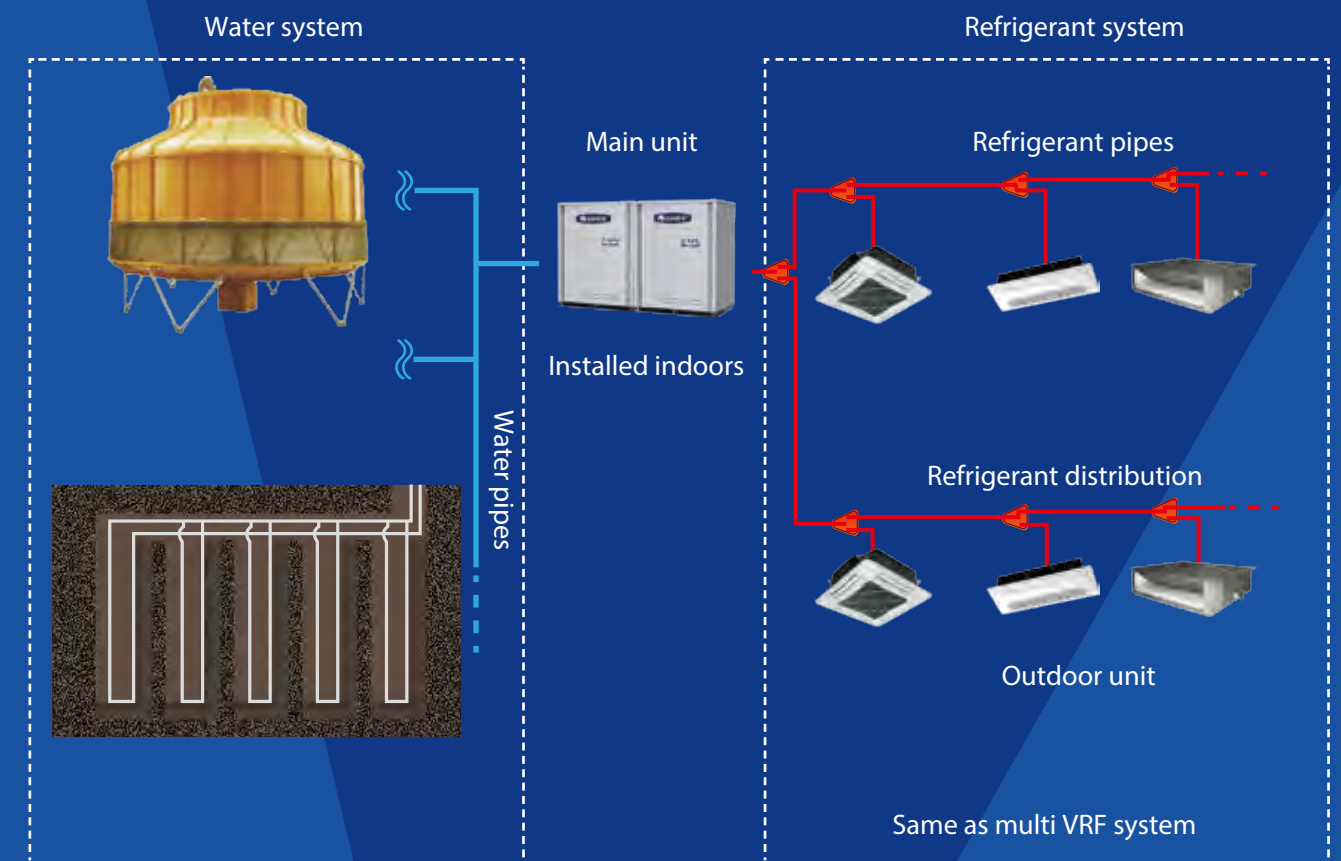 Water system
Refrigerant system
Main unit
Refrigerant pipes
Installed indoors
Water pipes
Refrigerant distribution
Outdoor unit
Same as multi VRF system